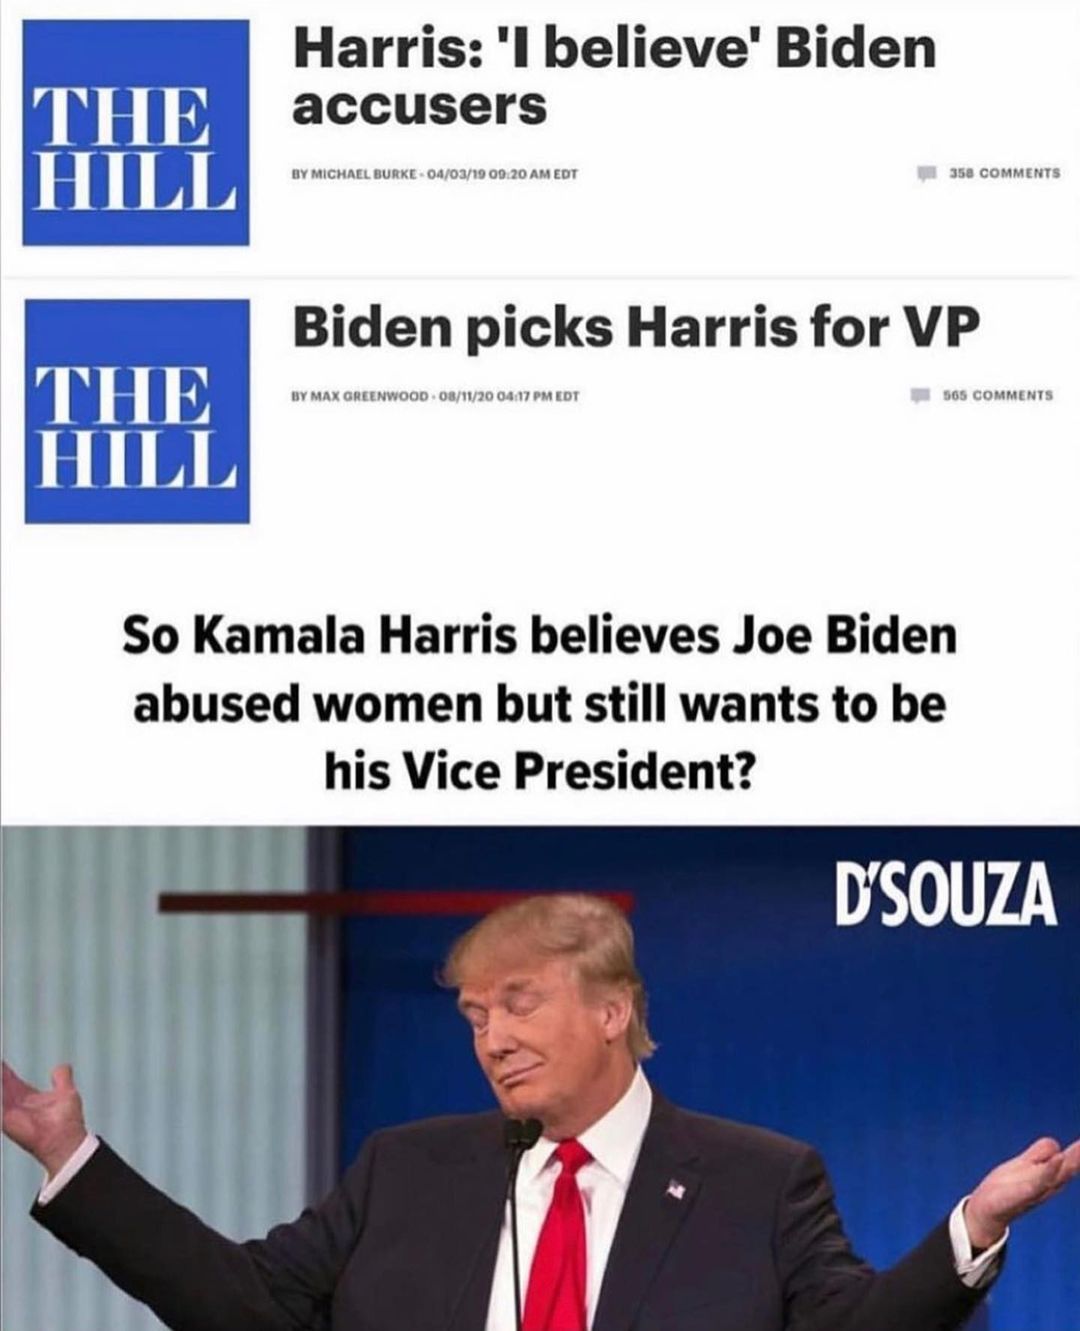 THE
HILL
Harris: 'I believe' Biden
accusers
BY MICHAEL BURKE - 04/03/19 09:20 AM EDT
358 COMMENTS
THE
HILL
Biden picks Harris for VP
BY MAX GREENWOOD - 08/11/20 04:17 PM EDT
565 COMMENTS
So Kamala Harris believes Joe Biden
abused women but still wants to be
his Vice President?
D'SOUZA